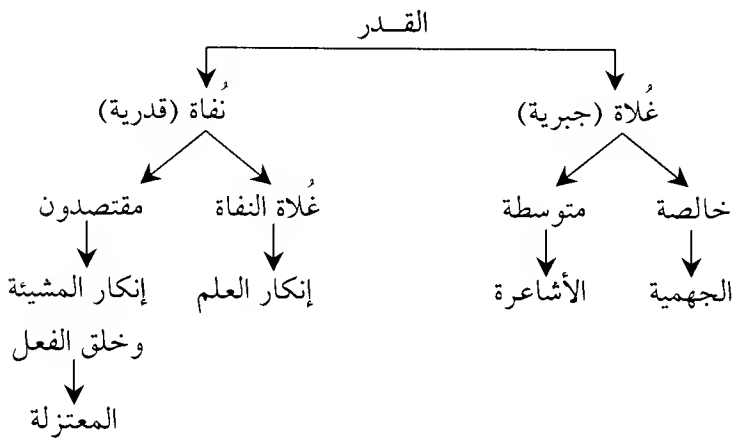 القــدر
غُلاة (جبرية) نُفاة (قدرية)
خالصة متوسطة غُلاة النفاة مقتصدون
الجهمية الأشاعرة إنكار العلم إنكار المشيئة
وخلق الفعل
المعتزلة